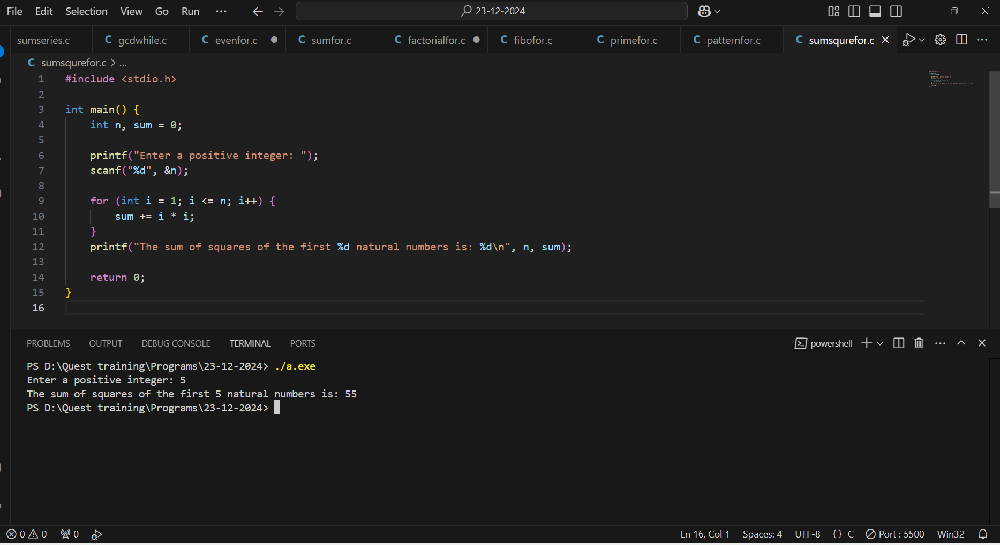 File Edit Selection View Go Run ··· 23-12-2024
sumseries.c C gcdwhile.c C evenfor.c C sumfor.c C factorialfor.c C fibofor.c C primefor.c C patternfor.c C sumsqurefor.c
C sumsqurefor.c > ...
1 #include <stdio.h>
2
3 int main() {
4 int n, sum = 0;
5
6 printf("Enter a positive integer: ");
7 scanf("%d", &n);
8
9 for (int i = 1; i <= n; i++) {
10 sum += i * i;
11 }
12 printf("The sum of squares of the first %d natural numbers is: %d\n", n, sum);
13
14 return 0;
15 }
16
PROBLEMS OUTPUT DEBUG CONSOLE TERMINAL PORTS powershell
PS D:\Quest training\Programs\23-12-2024> ./a.exe
Enter a positive integer: 5
The sum of squares of the first 5 natural numbers is: 55
PS D:\Quest training\Programs\23-12-2024>
0 0 0 Ln 16, Col 1 Spaces: 4 UTF-8 {} C Port : 5500 Win32